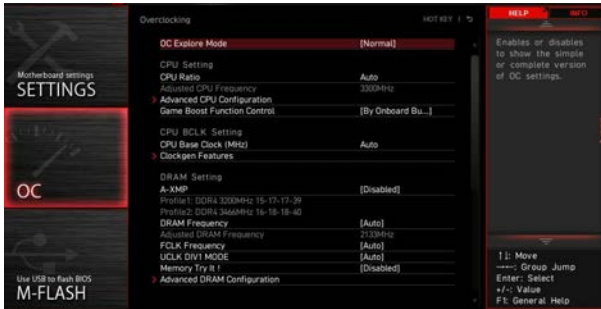 Overclocking
HOT KEY
HELP
INFO
Motherboard settings
SETTINGS
OC
Use USB to flash BIOS
M-FLASH
OC Explore Mode [Normal]
CPU Setting
CPU Ratio Auto
Adjusted CPU Frequency 3300MHz
Advanced CPU Configuration
Game Boost Function Control [By Onboard Bu...]
CPU BCLK Setting
CPU Base Clock (MHz) Auto
Clockgen Features
DRAM Setting
A-XMP [Disabled]
Profile1: DDR4 3200MHz 15-17-17-39
Profile2: DDR4 3466MHz 16-18-18-40
DRAM Frequency [Auto]
Adjusted DRAM Frequency 2133MHz
FCLK Frequency [Auto]
UCLK DIV1 MODE [Auto]
Memory Try It ! [Disabled]
Advanced DRAM Configuration
Enables or disables
to show the simple
or complete version
of OC settings.
↑↓: Move
→←: Group Jump
Enter: Select
+/-: Value
F1: General Help